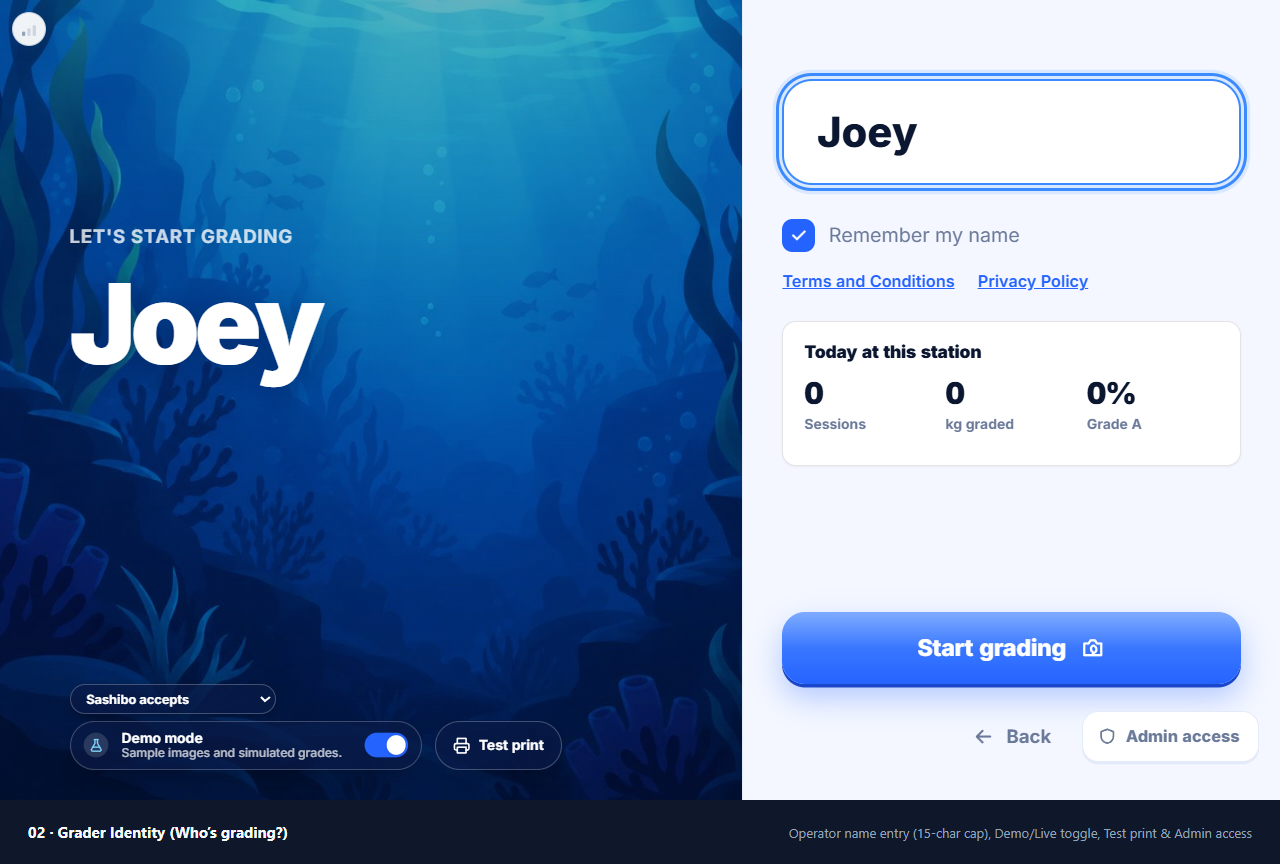 LET'S START GRADING
Joey
Sashibo accepts
Demo mode
Sample images and simulated grades.
Test print
Joey
Remember my name
Terms and Conditions Privacy Policy
Today at this station
0 0 0%
Sessions kg graded Grade A
Start grading
Back Admin access
02 · Grader Identity (Who's grading?)
Operator name entry (15-char cap), Demo/Live toggle, Test print & Admin access